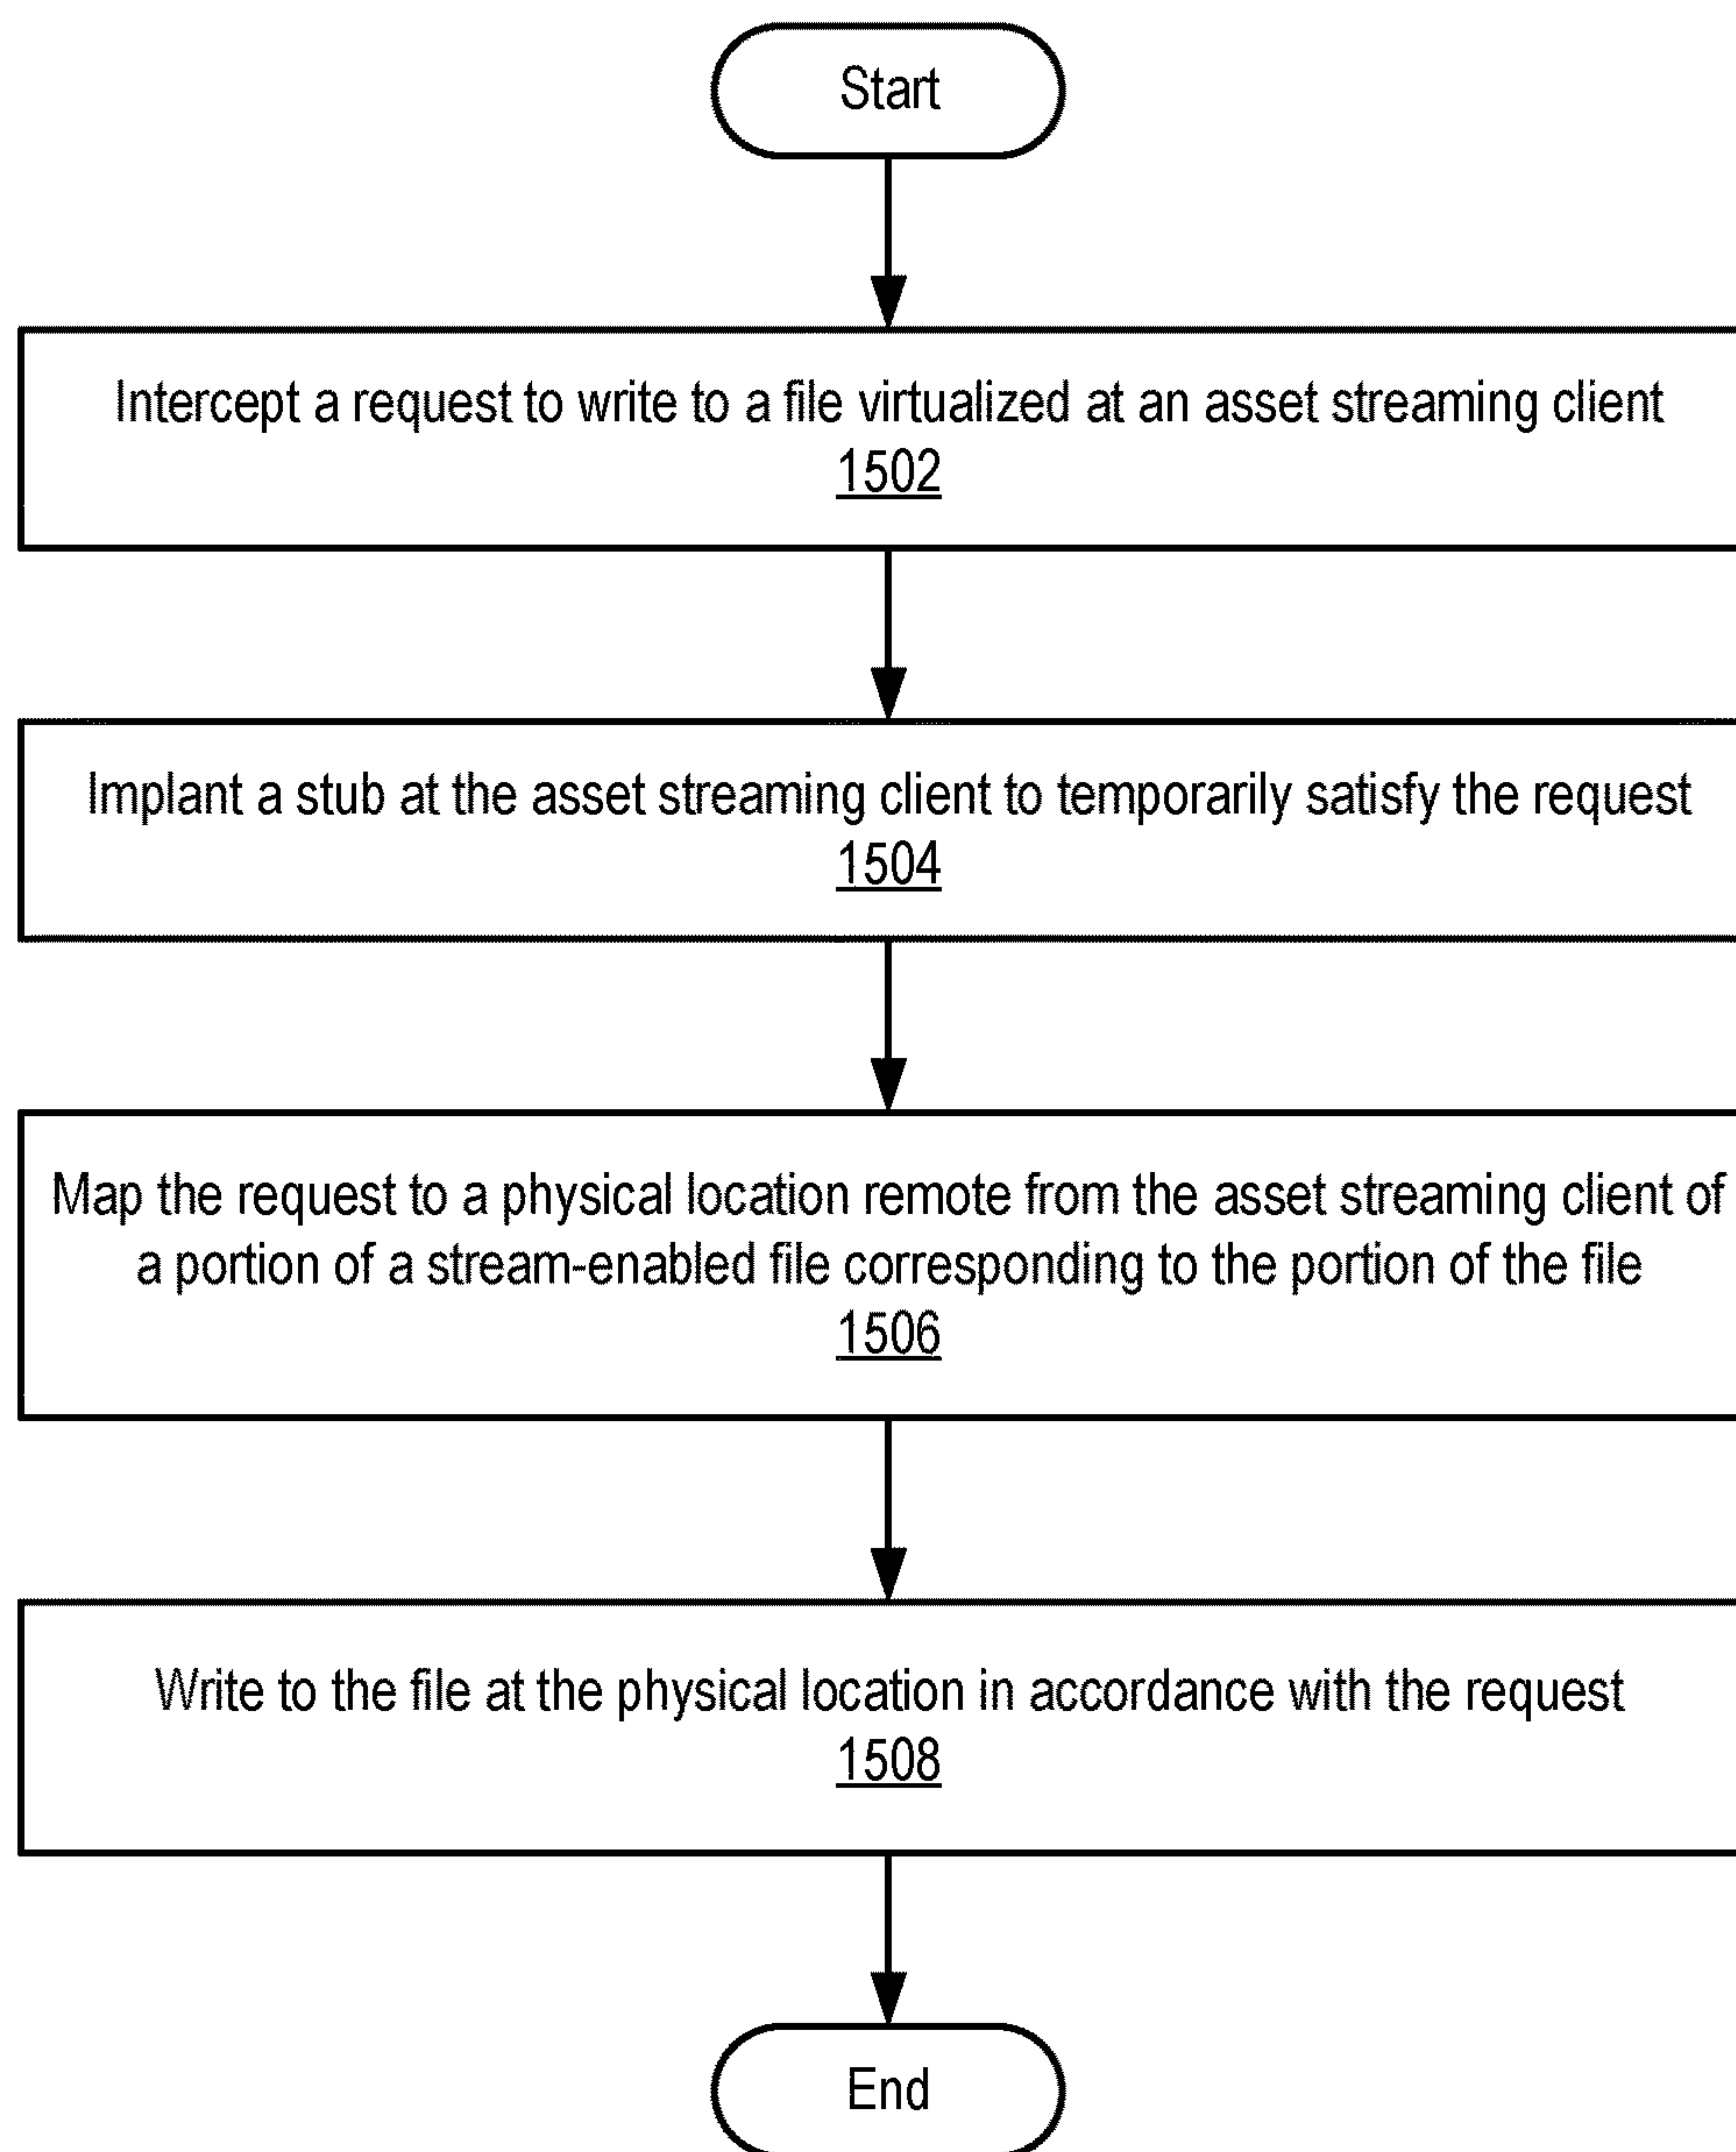 Start
Intercept a request to write to a file virtualized at an asset streaming client
1502
Implant a stub at the asset streaming client to temporarily satisfy the request
1504
Map the request to a physical location remote from the asset streaming client of
a portion of a stream-enabled file corresponding to the portion of the file
1506
Write to the file at the physical location in accordance with the request
1508
End